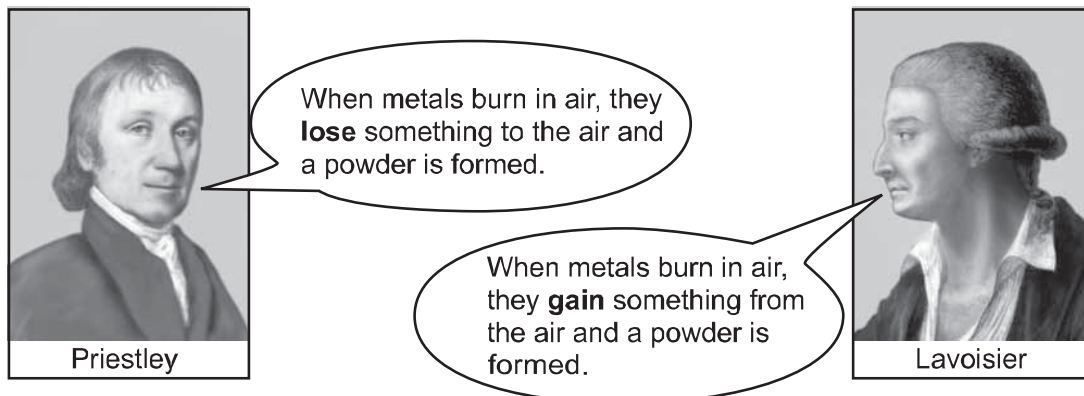 When metals burn in air, they
lose something to the air and
a powder is formed.
Priestley
When metals burn in air,
they gain something from
the air and a powder is
formed.
Lavoisier